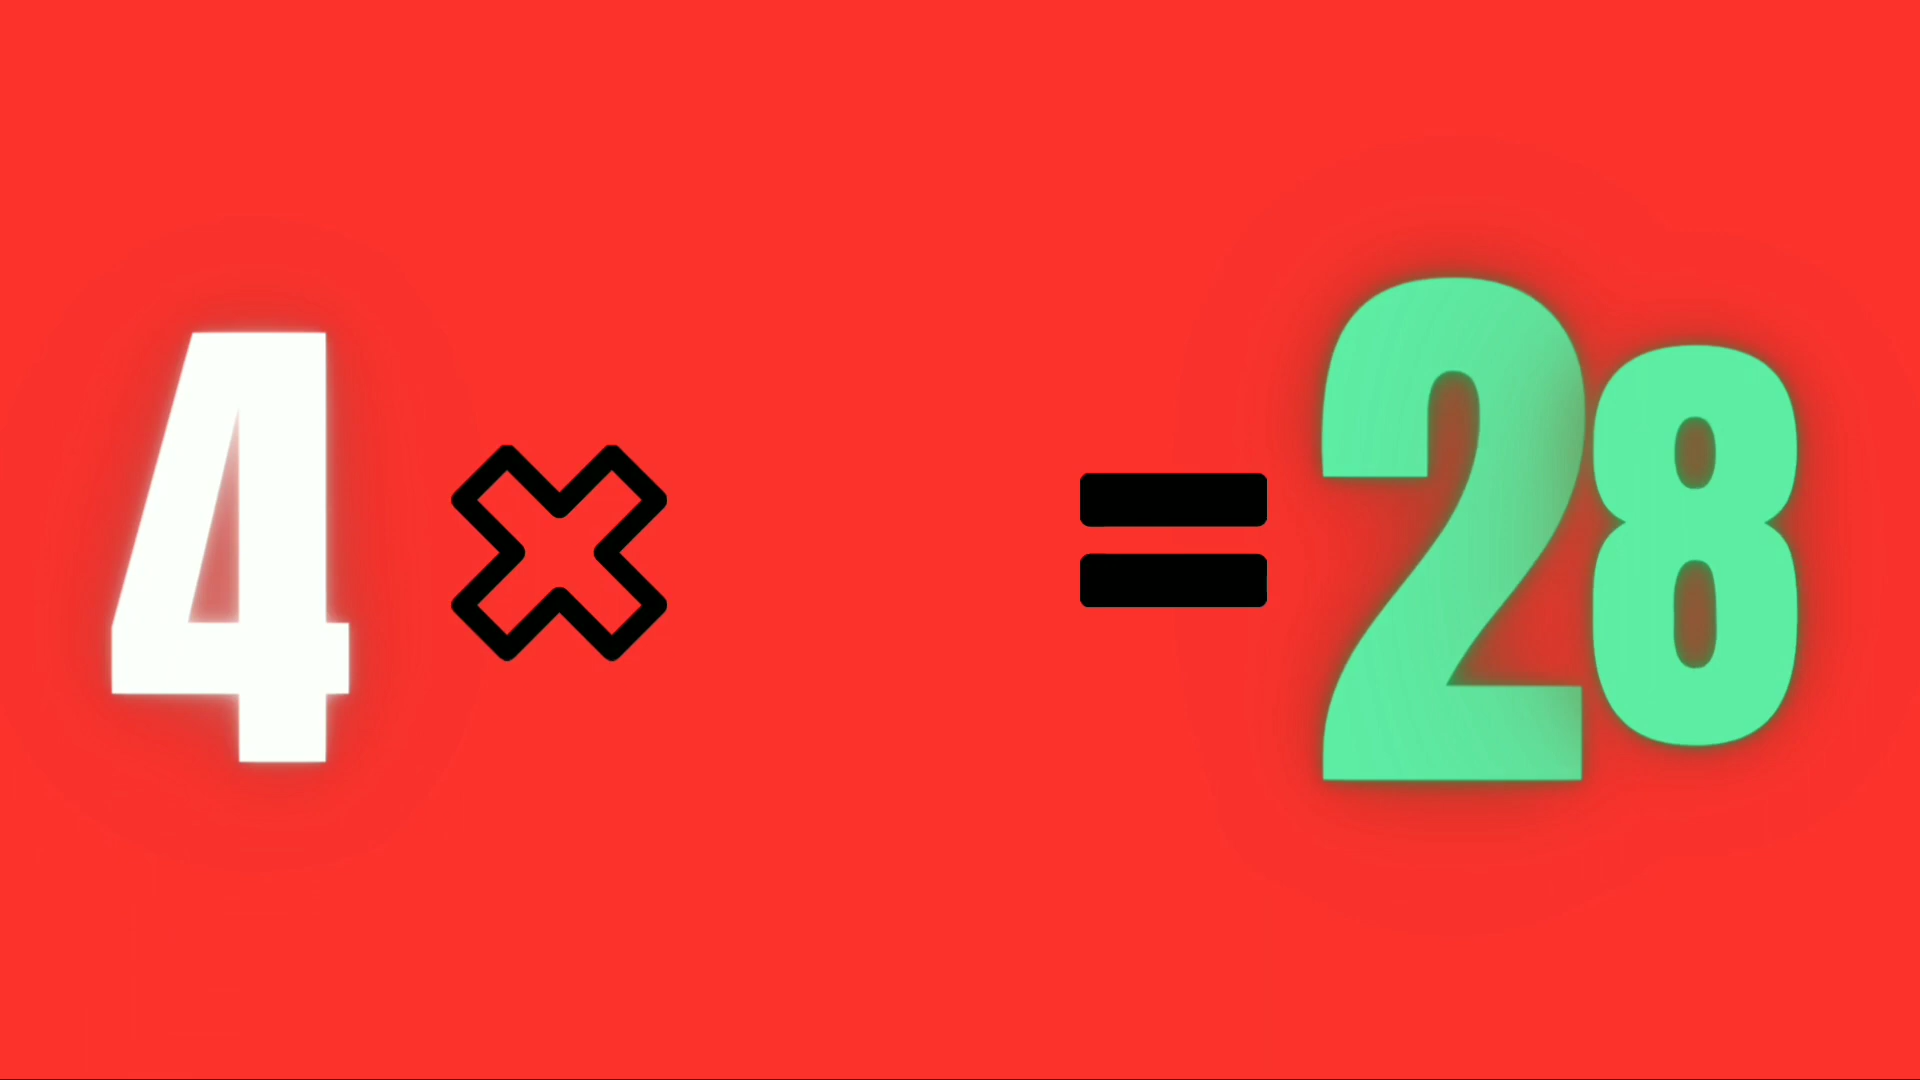 4 × = 28